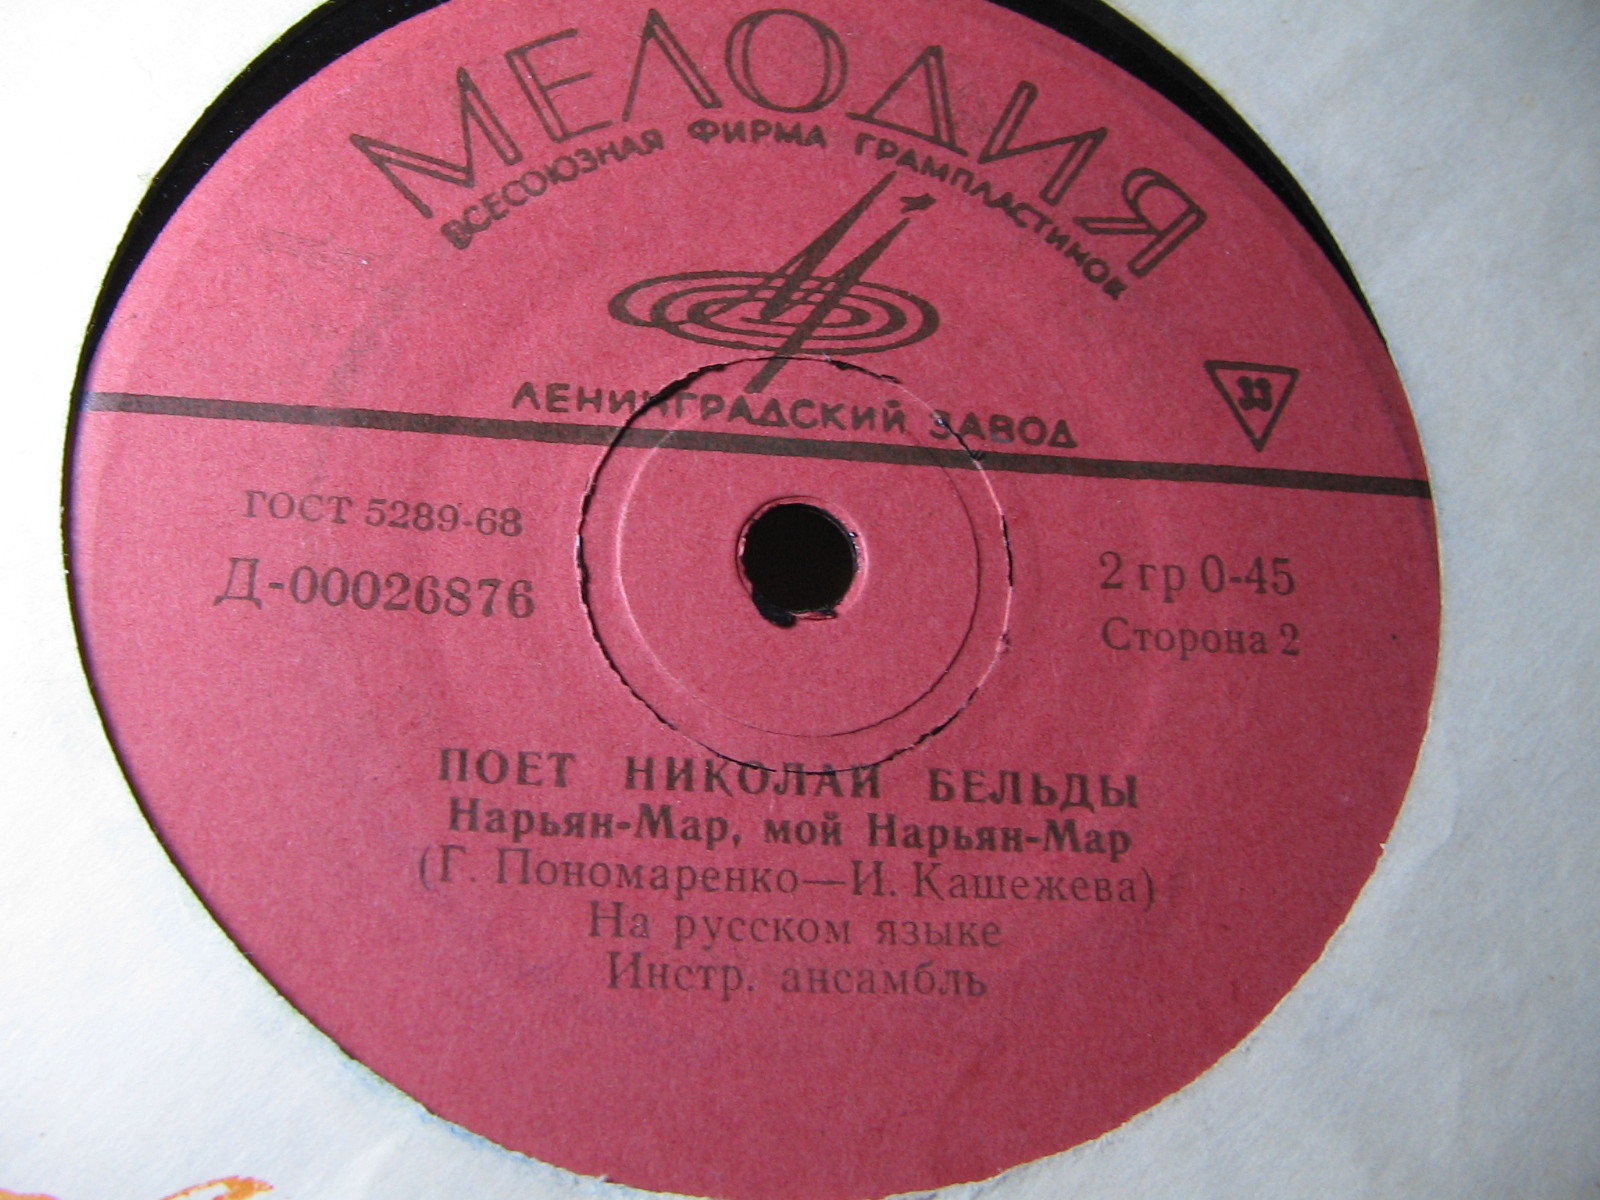 МЕЛОДИЯ
ВСЕСОЮЗНАЯ ФИРМА ГРАМПЛАСТИНОК
33
ЛЕНИНГРАДСКИЙ ЗАВОД
ГОСТ 5289-68
Д-00026876
2 гр 0-45
Сторона 2
ПОЕТ НИКОЛАЙ БЕЛЬДЫ
Нарьян-Мар, мой Нарьян-Мар
(Г. Пономаренко—И. Кашежева)
На русском языке
Инстр. ансамбль